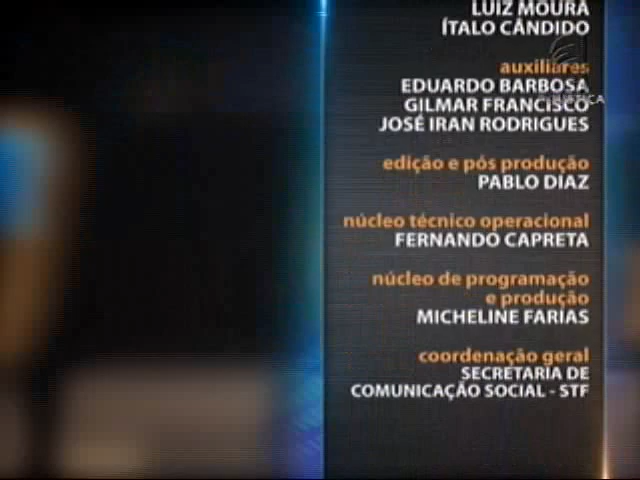 LUIZ MOURA
ÍTALO CÂNDIDO
auxiliares
EDUARDO BARBOSA
GILMAR FRANCISCO
JOSÉ IRAN RODRIGUES
edição e pós produção
PABLO DIAZ
núcleo técnico operacional
FERNANDO CAPRETA
núcleo de programação
e produção
MICHELINE FARIAS
coordenação geral
SECRETARIA DE
COMUNICAÇÃO SOCIAL - STF